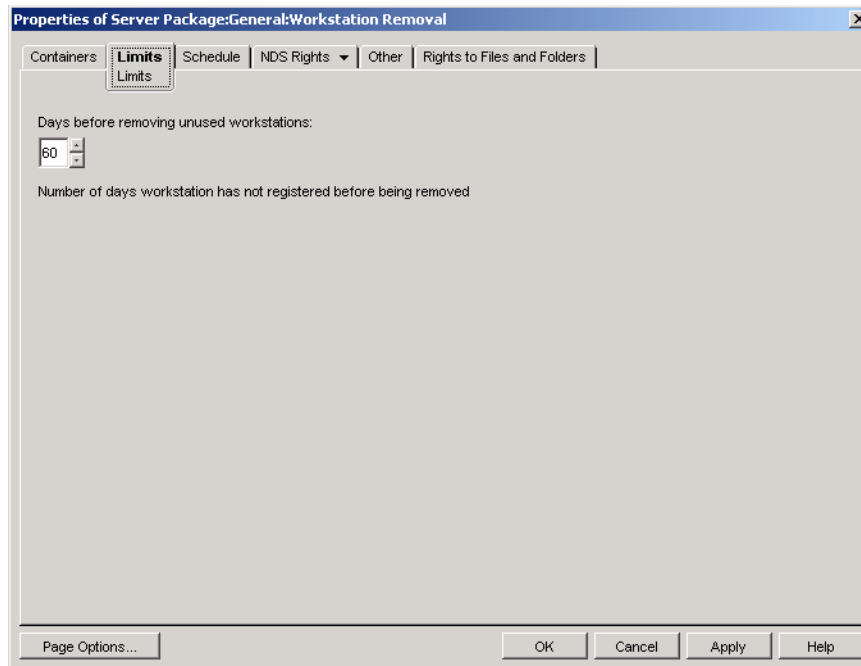 Properties of Server Package:General:Workstation Removal
Containers Limits Schedule NDS Rights Other Rights to Files and Folders
Limits
Days before removing unused workstations:
60
Number of days workstation has not registered before being removed
Page Options... OK Cancel Apply Help